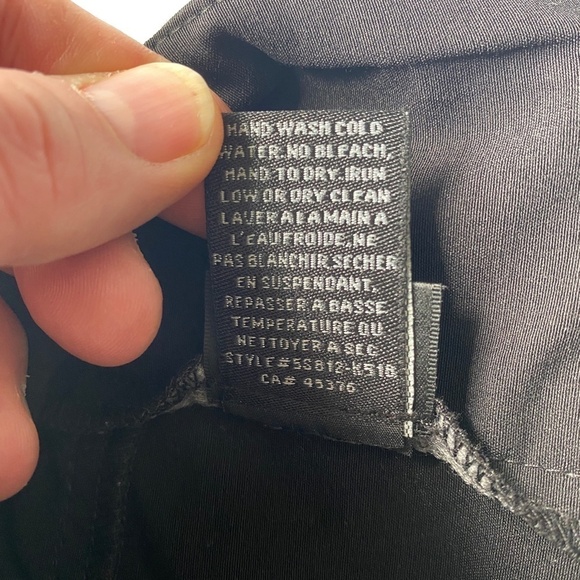 HAND WASH COLD
WATER. NO BLEACH,
HAND TO DRY. IRON
LOW OR DRY CLEAN
LAVER A LA MAIN A
L'EAU FROIDE, NE
PAS BLANCHIR SECHER
EN SUSPENDANT,
REPASSER A BASSE
TEMPERATURE OU
NETTOYER A SEC
STYLE#5S812-K518
CA# 45376